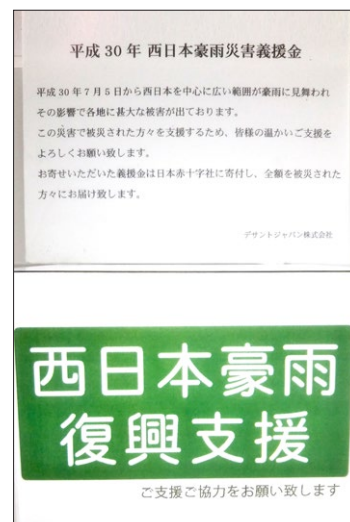 平成 30 年 西日本豪雨災害義援金
平成 30 年 7 月 5 日から西日本を中心に広い範囲が豪雨に見舞われ
その影響で各地に甚大な被害が出ております。
この災害で被災された方々を支援するため、皆様の温かいご支援を
よろしくお願い致します。
お寄せいただいた義援金は日本赤十字社に寄付し、全額を被災された
方々にお届け致します。
デサントジャパン株式会社
西日本豪雨
復興支援
ご支援ご協力をお願い致します